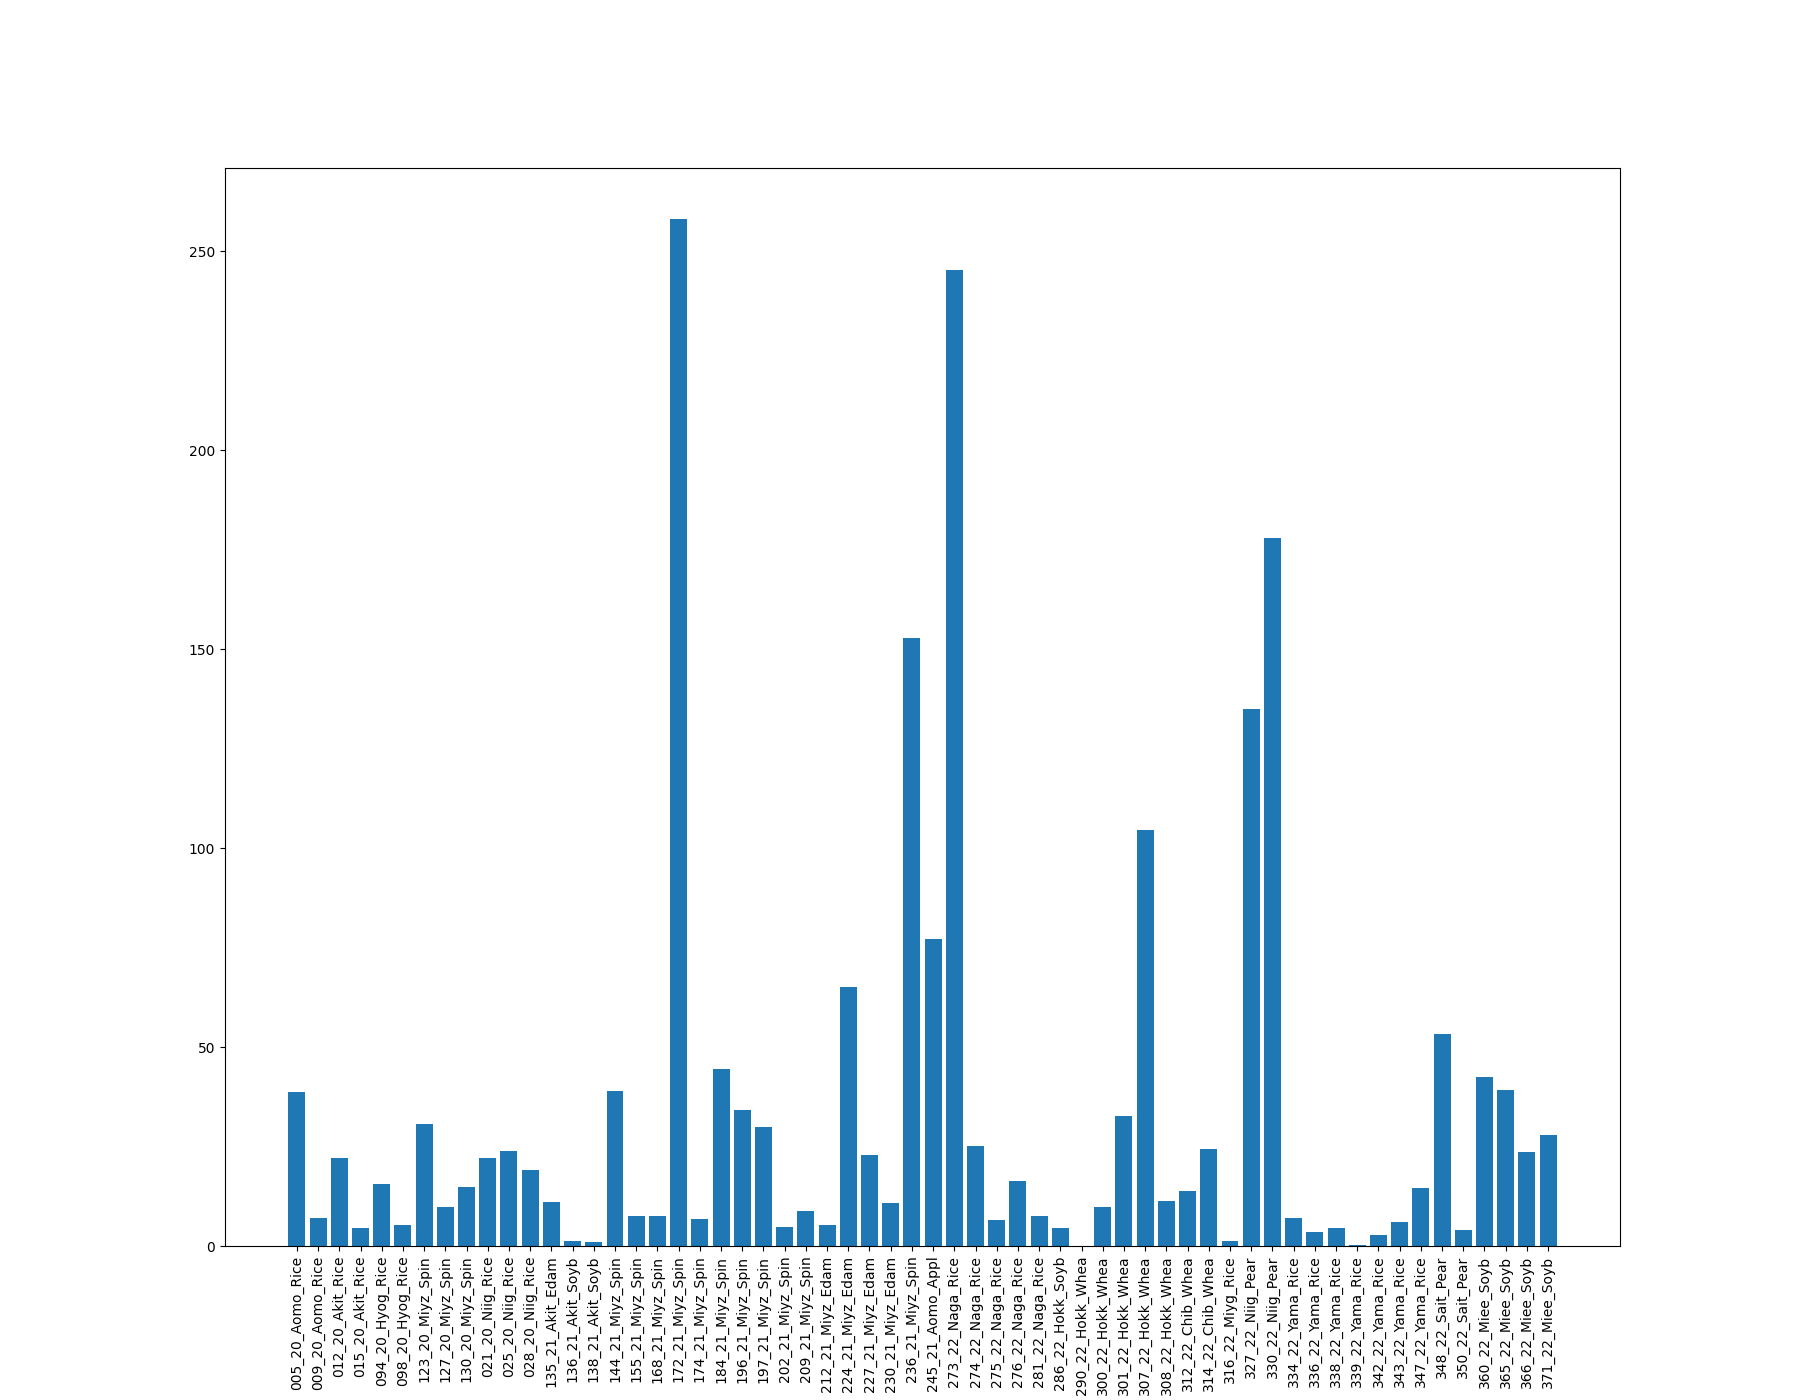 250
200
150
100
50
0
005_20_Aomo_Rice
009_20_Aomo_Rice
012_20_Akit_Rice
015_20_Akit_Rice
094_20_Hyog_Rice
098_20_Hyog_Rice
123_20_Miyz_Spin
127_20_Miyz_Spin
130_20_Miyz_Spin
021_20_Niig_Rice
025_20_Niig_Rice
028_20_Niig_Rice
135_21_Akit_Edam
136_21_Akit_Soyb
138_21_Akit_Soyb
144_21_Miyz_Spin
155_21_Miyz_Spin
168_21_Miyz_Spin
172_21_Miyz_Spin
174_21_Miyz_Spin
184_21_Miyz_Spin
196_21_Miyz_Spin
197_21_Miyz_Spin
202_21_Miyz_Spin
209_21_Miyz_Spin
212_21_Miyz_Edam
224_21_Miyz_Edam
227_21_Miyz_Edam
230_21_Miyz_Edam
236_21_Miyz_Spin
245_21_Aomo_Appl
273_22_Naga_Rice
274_22_Naga_Rice
275_22_Naga_Rice
276_22_Naga_Rice
281_22_Naga_Rice
286_22_Hokk_Soyb
290_22_Hokk_Whea
300_22_Hokk_Whea
301_22_Hokk_Whea
307_22_Hokk_Whea
308_22_Hokk_Whea
312_22_Chib_Whea
314_22_Chib_Whea
316_22_Miyg_Rice
327_22_Niig_Pear
330_22_Niig_Pear
334_22_Yama_Rice
336_22_Yama_Rice
338_22_Yama_Rice
339_22_Yama_Rice
342_22_Yama_Rice
343_22_Yama_Rice
347_22_Yama_Rice
348_22_Sait_Pear
350_22_Sait_Pear
360_22_Miee_Soyb
365_22_Miee_Soyb
366_22_Miee_Soyb
371_22_Miee_Soyb